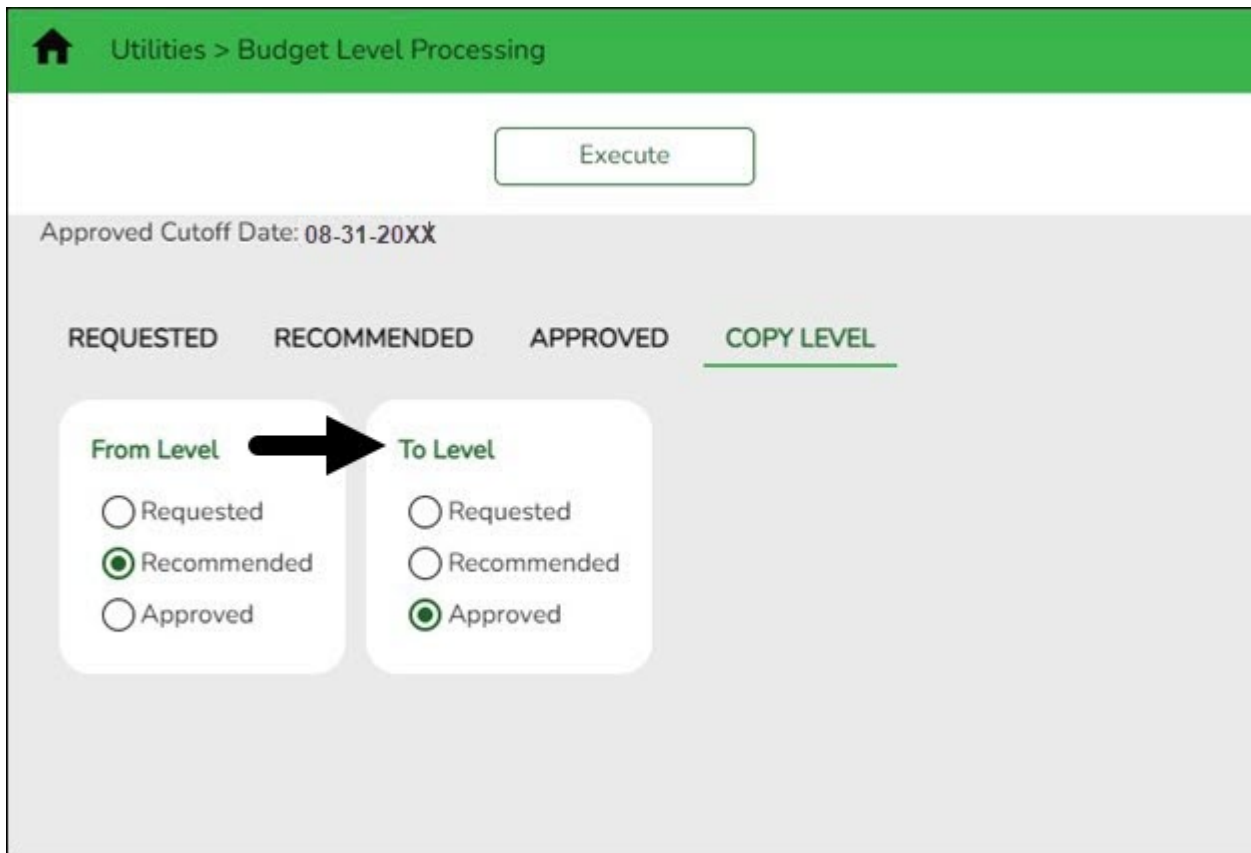 Utilities > Budget Level Processing
Execute
Approved Cutoff Date: 08-31-20XX
REQUESTED RECOMMENDED APPROVED COPY LEVEL
From Level To Level
Requested Requested
Recommended Recommended
Approved Approved